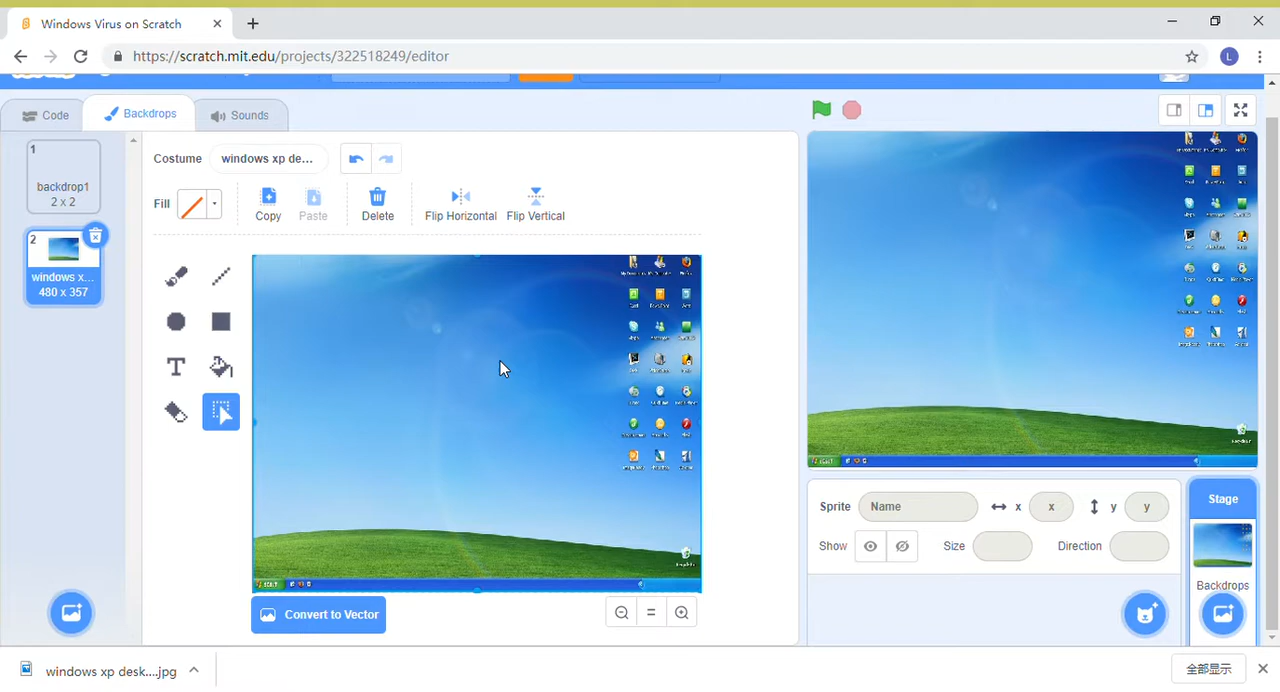 Windows Virus on Scratch
https://scratch.mit.edu/projects/322518249/editor
L
Code
Backdrops
Sounds
1
backdrop1
2 x 2
2
windows x...
480 x 357
Costume
windows xp de...
Fill
Copy
Paste
Delete
Flip Horizontal
Flip Vertical
T
Convert to Vector
Sprite
Name
x
x
y
y
Show
Size
Direction
Stage
Backdrops
windows xp desk....jpg
全部显示